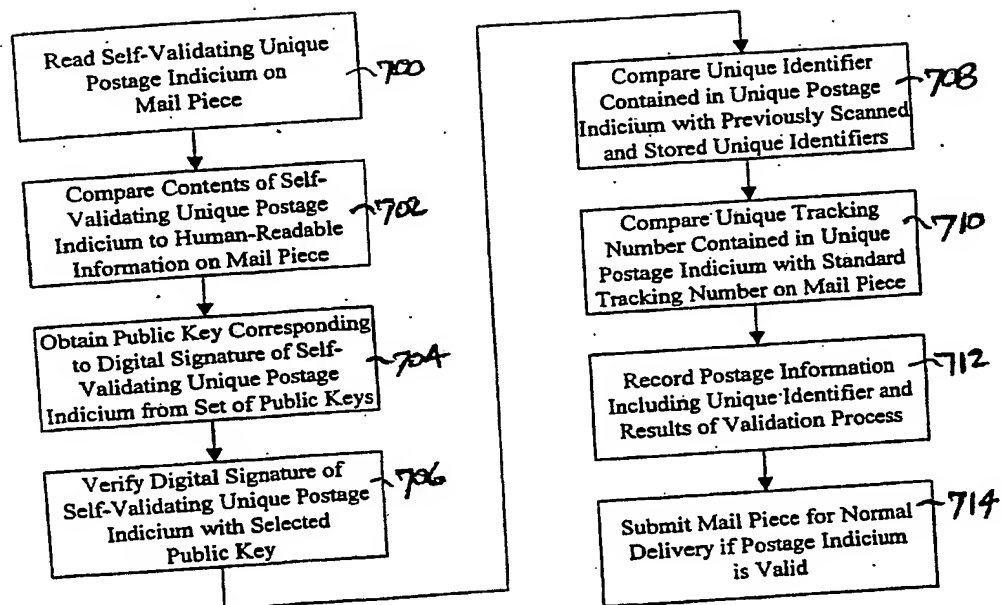 Read Self-Validating Unique
Postage Indicium on
Mail Piece
700
Compare Contents of Self-
Validating Unique Postage
Indicium to Human-Readable
Information on Mail Piece
702
Obtain Public Key Corresponding
to Digital Signature of Self-
Validating Unique Postage
Indicium from Set of Public Keys
704
Verify Digital Signature of
Self-Validating Unique Postage
Indicium with Selected
Public Key
706
Compare Unique Identifier
Contained in Unique Postage
Indicium with Previously Scanned
and Stored Unique Identifiers
708
Compare Unique Tracking
Number Contained in Unique
Postage Indicium with Standard
Tracking Number on Mail Piece
710
Record Postage Information
Including Unique Identifier and
Results of Validation Process
712
Submit Mail Piece for Normal
Delivery if Postage Indicium
is Valid
714